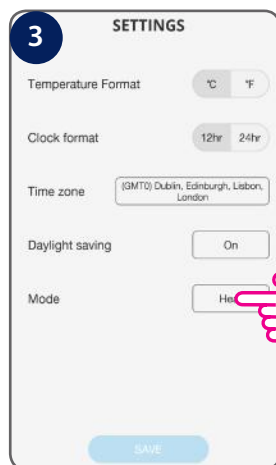 3
SETTINGS
Temperature Format
°C °F
Clock format
12hr 24hr
Time zone
(GMT0) Dublin, Edinburgh, Lisbon,
London
Daylight saving
On
Mode
SAVE